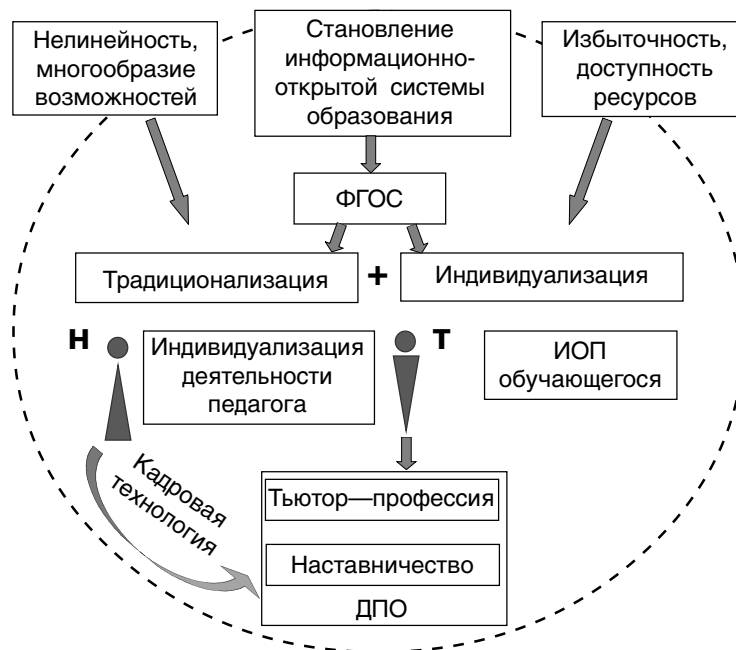 Нелинейность,
многообразие
возможностей
Становление
информационно-
открытой системы
образования
Избыточность,
доступность
ресурсов
ФГОС
Традиционализация
+
Индивидуализация
Н
Индивидуализация
деятельности
педагога
Т
ИОП
обучающегося
Кадровая
технология
Тьютор—профессия
Наставничество
ДПО